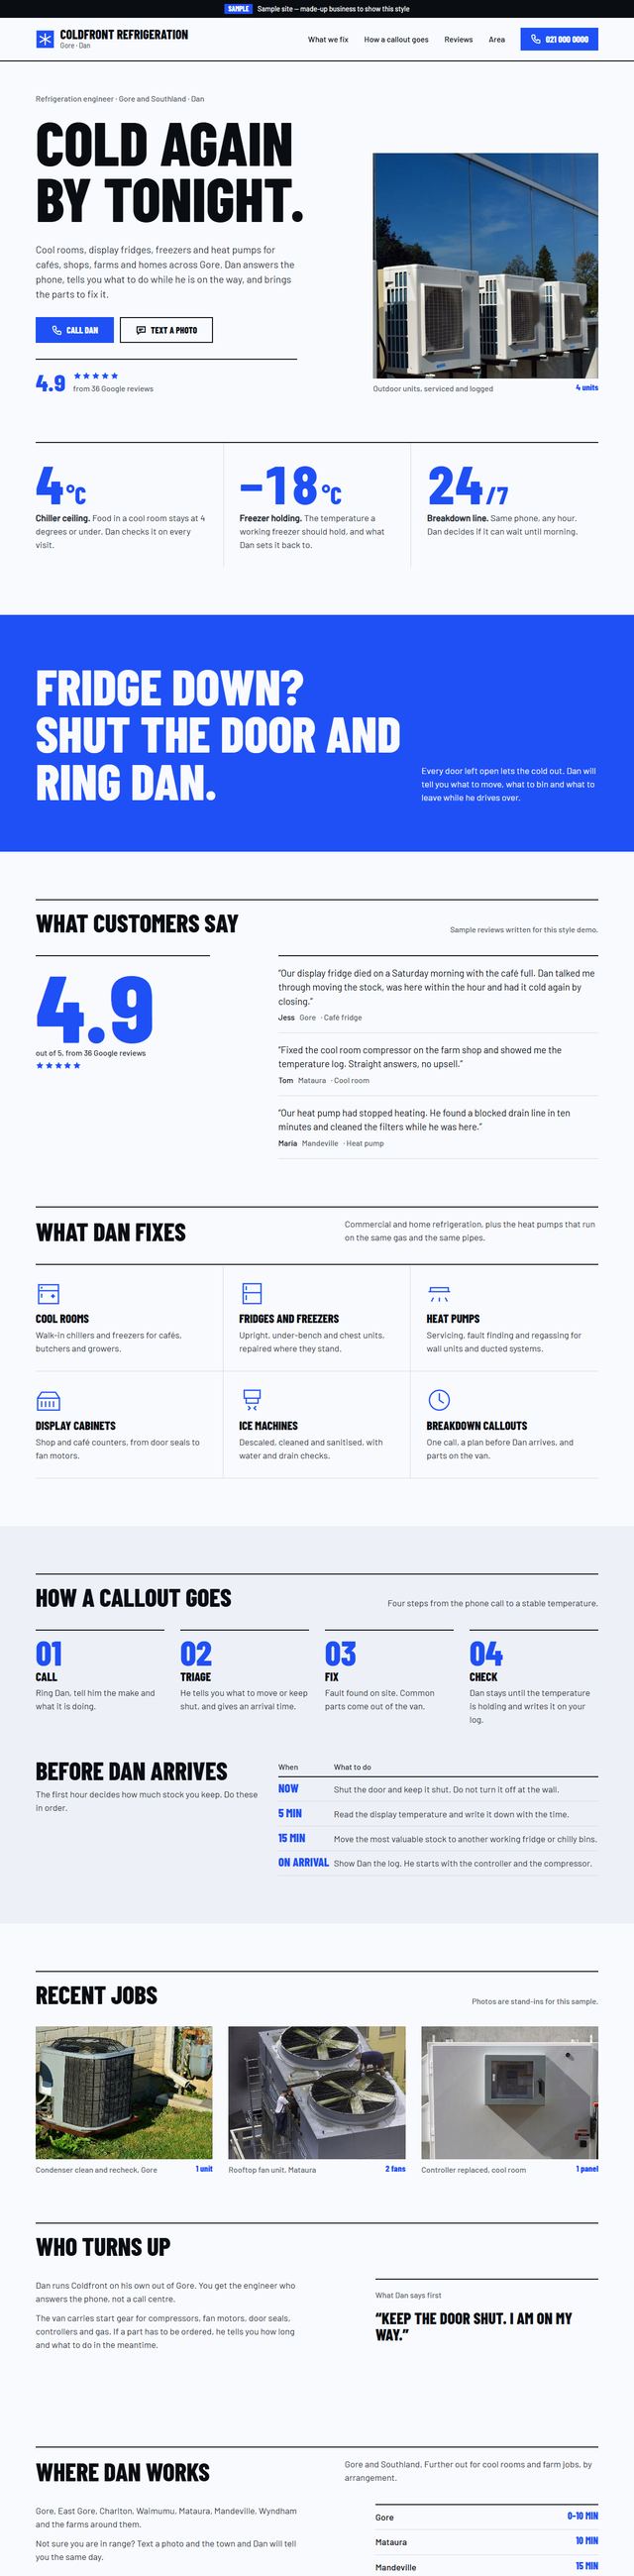 SAMPLE Sample site — made-up business to show this style
COLDFRONT REFRIGERATION
Gore · Dan
What we fix
How a callout goes
Reviews
Area
021 000 0000
Refrigeration engineer · Gore and Southland · Dan
COLD AGAIN
BY TONIGHT.
Cool rooms, display fridges, freezers and heat pumps for
cafés, shops, farms and homes across Gore. Dan answers the
phone, tells you what to do while he is on the way, and brings
the parts to fix it.
CALL DAN
TEXT A PHOTO
4.9
from 36 Google reviews
Outdoor units, serviced and logged
4 units
4°C
Chiller ceiling. Food in a cool room stays at 4
degrees or under. Dan checks it on every
visit.
−18°C
Freezer holding. The temperature a
working freezer should hold, and what
Dan sets it back to.
24/7
Breakdown line. Same phone, any hour.
Dan decides if it can wait until morning.
FRIDGE DOWN?
SHUT THE DOOR AND
RING DAN.
Every door left open lets the cold out. Dan will
tell you what to move, what to bin and what to
leave while he drives over.
WHAT CUSTOMERS SAY
Sample reviews written for this style demo.
4.9
out of 5, from 36 Google reviews
“Our display fridge died on a Saturday morning with the café full. Dan talked me
through moving the stock, was here within the hour and had it cold again by
closing.”
Jess Gore · Café fridge
“Fixed the cool room compressor on the farm shop and showed me the
temperature log. Straight answers, no upsell.”
Tom Mataura · Cool room
“Our heat pump had stopped heating. He found a blocked drain line in ten
minutes and cleaned the filters while he was here.”
Maria Mandeville · Heat pump
WHAT DAN FIXES
Commercial and home refrigeration, plus the heat pumps that run
on the same gas and the same pipes.
COOL ROOMS
Walk-in chillers and freezers for cafés,
butchers and growers.
FRIDGES AND FREEZERS
Upright, under-bench and chest units,
repaired where they stand.
HEAT PUMPS
Servicing, fault finding and regassing for
wall units and ducted systems.
DISPLAY CABINETS
Shop and café counters, from door seals to
fan motors.
ICE MACHINES
Descaled, cleaned and sanitised, with
water and drain checks.
BREAKDOWN CALLOUTS
One call, a plan before Dan arrives, and
parts on the van.
HOW A CALLOUT GOES
Four steps from the phone call to a stable temperature.
01
CALL
Ring Dan, tell him the make and
what it is doing.
02
TRIAGE
He tells you what to move or keep
shut, and gives an arrival time.
03
FIX
Fault found on site. Common
parts come out of the van.
04
CHECK
Dan stays until the temperature
is holding and writes it on your
log.
BEFORE DAN ARRIVES
The first hour decides how much stock you keep. Do these
in order.
When What to do
NOW Shut the door and keep it shut. Do not turn it off at the wall.
5 MIN Read the display temperature and write it down with the time.
15 MIN Move the most valuable stock to another working fridge or chilly bins.
ON ARRIVAL Show Dan the log. He starts with the controller and the compressor.
RECENT JOBS
Photos are stand-ins for this sample.
Condenser clean and recheck, Gore
1 unit
Rooftop fan unit, Mataura
2 fans
Controller replaced, cool room
1 panel
WHO TURNS UP
Dan runs Coldfront on his own out of Gore. You get the engineer who
answers the phone, not a call centre.
The van carries start gear for compressors, fan motors, door seals,
controllers and gas. If a part has to be ordered, he tells you how long
and what to do in the meantime.
What Dan says first
“KEEP THE DOOR SHUT. I AM ON MY
WAY.”
WHERE DAN WORKS
Gore and Southland. Further out for cool rooms and farm jobs, by
arrangement.
Gore, East Gore, Charlton, Waimumu, Mataura, Mandeville, Wyndham
and the farms around them.
Not sure you are in range? Text a photo and the town and Dan will tell
you the same day.
Gore 0–10 MIN
Mataura 10 MIN
Mandeville 15 MIN